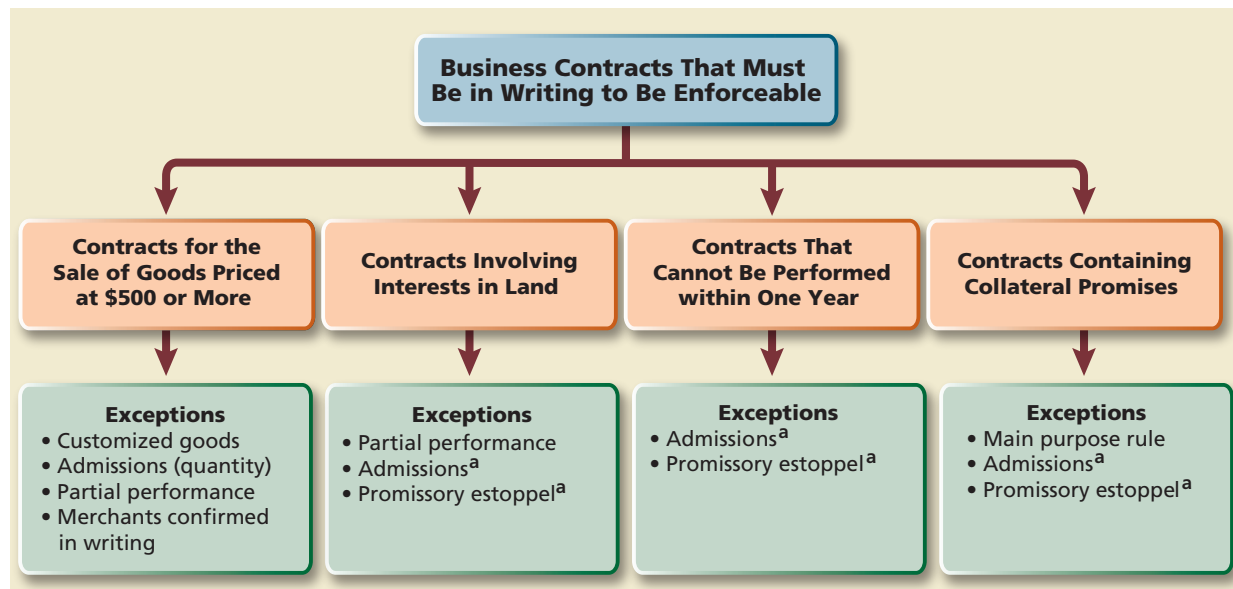 Business Contracts That Must
Be in Writing to Be Enforceable
Contracts for the
Sale of Goods Priced
at $500 or More
Contracts Involving
Interests in Land
Contracts That
Cannot Be Performed
within One Year
Contracts Containing
Collateral Promises
Exceptions
• Customized goods
• Admissions (quantity)
• Partial performance
• Merchants confirmed
in writing
Exceptions
• Partial performance
• Admissionsª
• Promissory estoppelª
Exceptions
• Admissionsª
• Promissory estoppelª
Exceptions
• Main purpose rule
• Admissionsª
• Promissory estoppelª